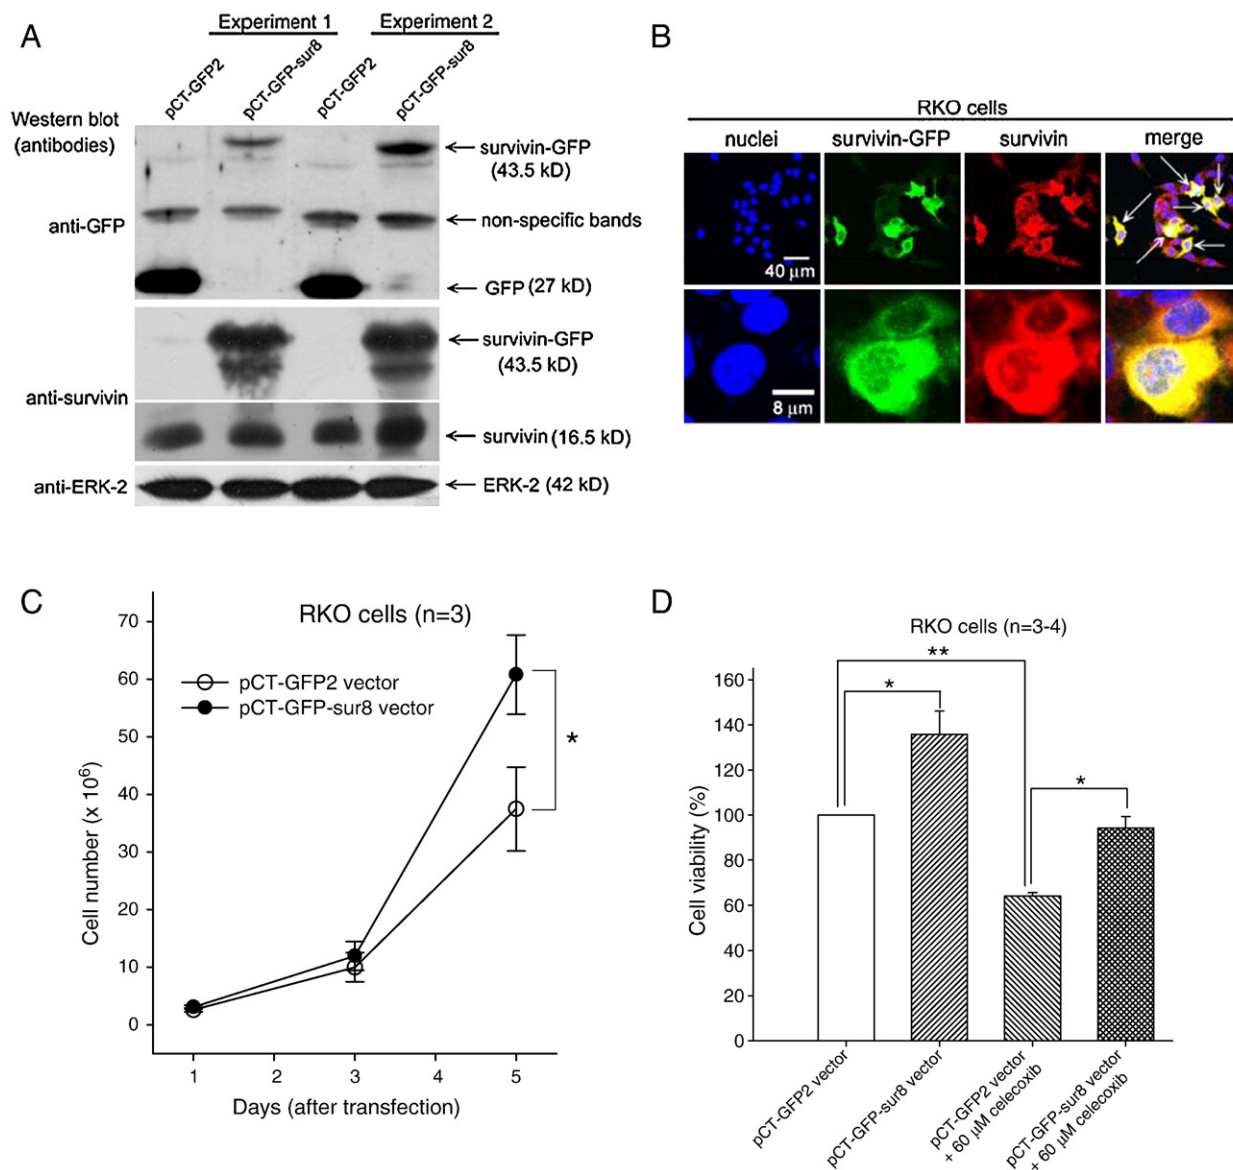 A
Experiment 1
Experiment 2
pCT-GFP2
pCT-GFP-sur8
pCT-GFP2
pCT-GFP-sur8
Western blot
(antibodies)
survivin-GFP
(43.5 kD)
anti-GFP
non-specific bands
GFP (27 kD)
survivin-GFP
(43.5 kD)
anti-survivin
survivin (16.5 kD)
anti-ERK-2
ERK-2 (42 kD)
B
RKO cells
nuclei
survivin-GFP
survivin
merge
40 μm
8 μm
C
RKO cells (n=3)
pCT-GFP2 vector
pCT-GFP-sur8 vector
Cell number (x 10⁶)
70
60
50
40
30
20
10
0
*
1 2 3 4 5
Days (after transfection)
D
RKO cells (n=3-4)
**
*
*
Cell viability (%)
160
140
120
100
80
60
40
20
0
pCT-GFP2 vector
pCT-GFP-sur8 vector
pCT-GFP2 vector
+ 60 μM celecoxib
pCT-GFP-sur8 vector
+ 60 μM celecoxib